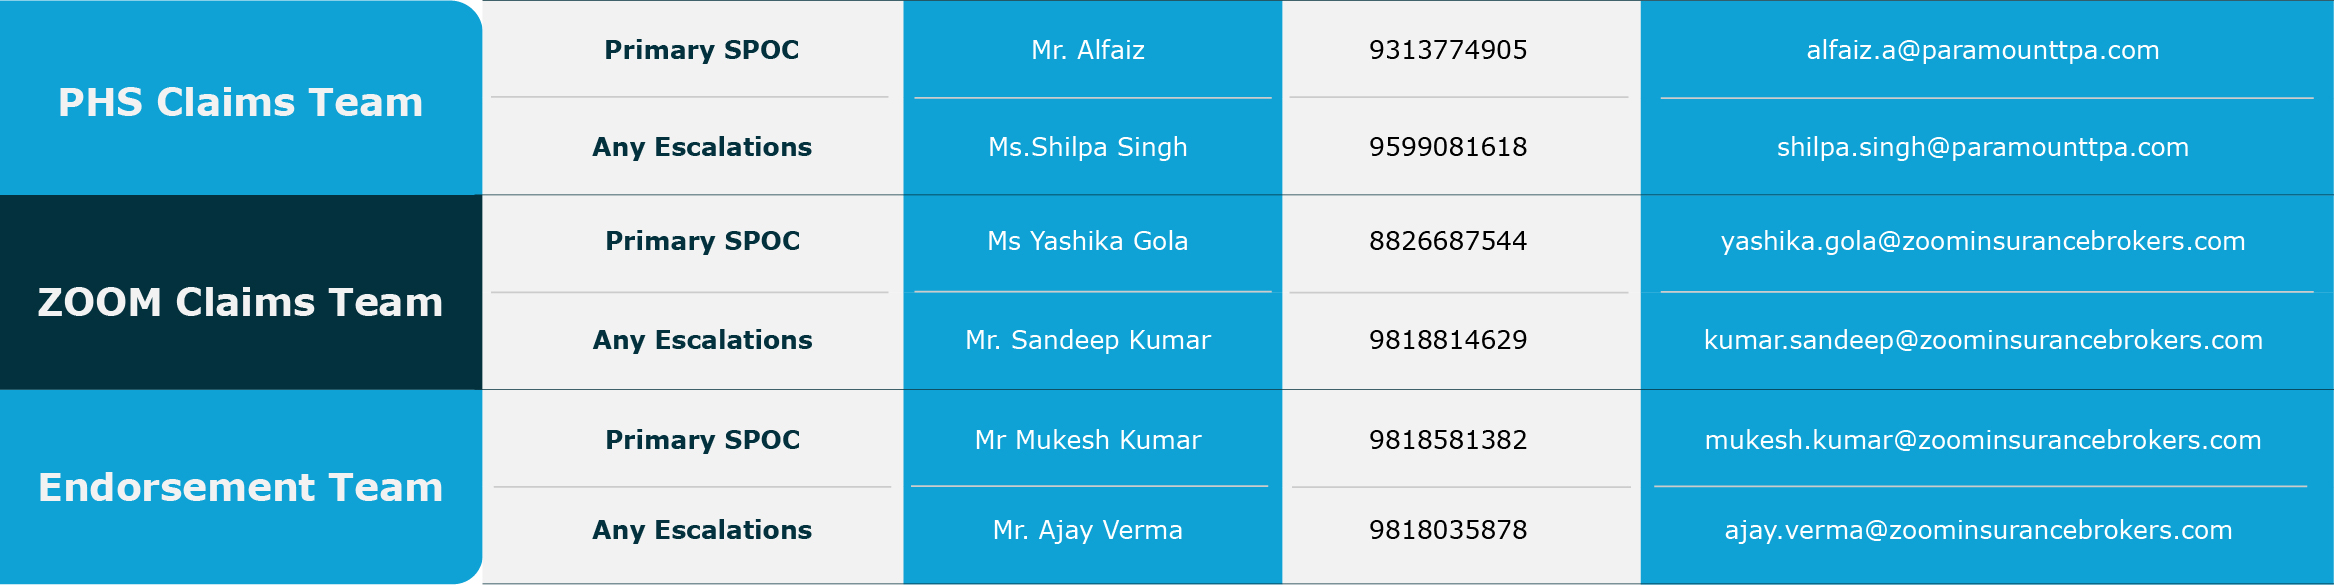 PHS Claims Team
Primary SPOC Mr. Alfaiz 9313774905 alfaiz.a@paramounttpa.com
Any Escalations Ms.Shilpa Singh 9599081618 shilpa.singh@paramounttpa.com
ZOOM Claims Team
Primary SPOC Ms Yashika Gola 8826687544 yashika.gola@zoominsurancebrokers.com
Any Escalations Mr. Sandeep Kumar 9818814629 kumar.sandeep@zoominsurancebrokers.com
Endorsement Team
Primary SPOC Mr Mukesh Kumar 9818581382 mukesh.kumar@zoominsurancebrokers.com
Any Escalations Mr. Ajay Verma 9818035878 ajay.verma@zoominsurancebrokers.com